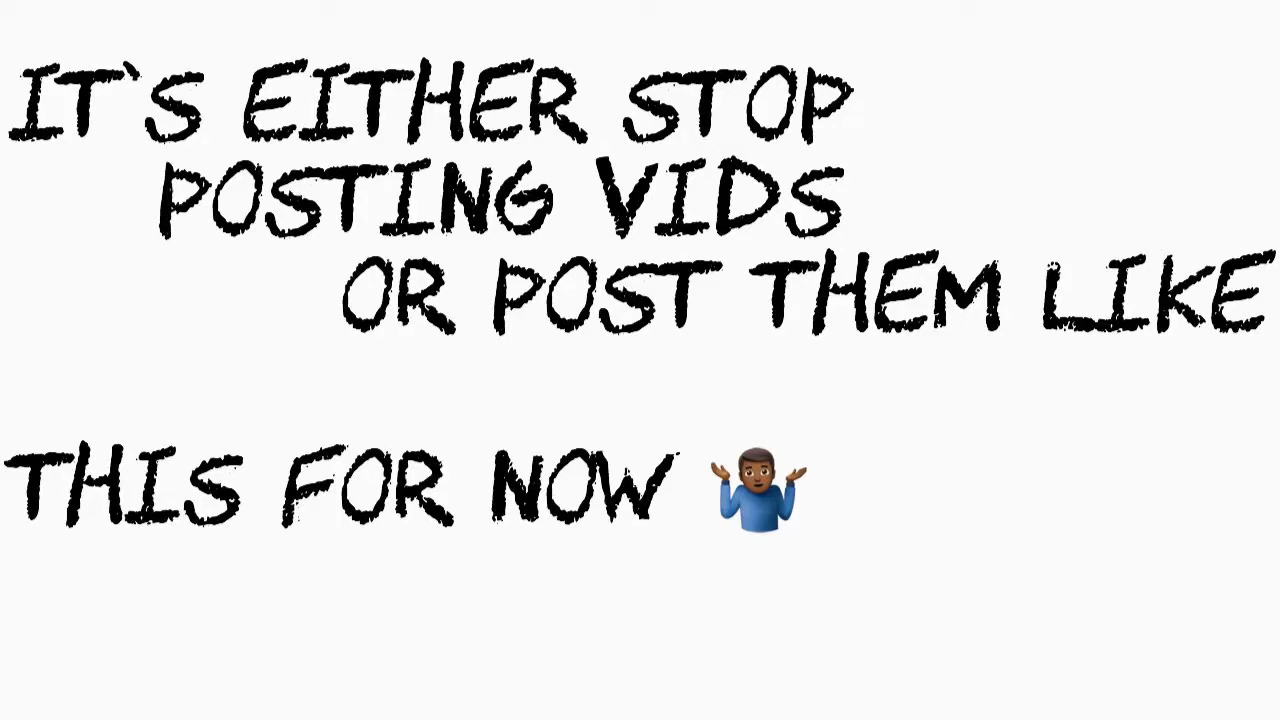 IT`S EITHER STOP
POSTING VIDS
OR POST THEM LIKE
THIS FOR NOW 🤷🏾‍♂️